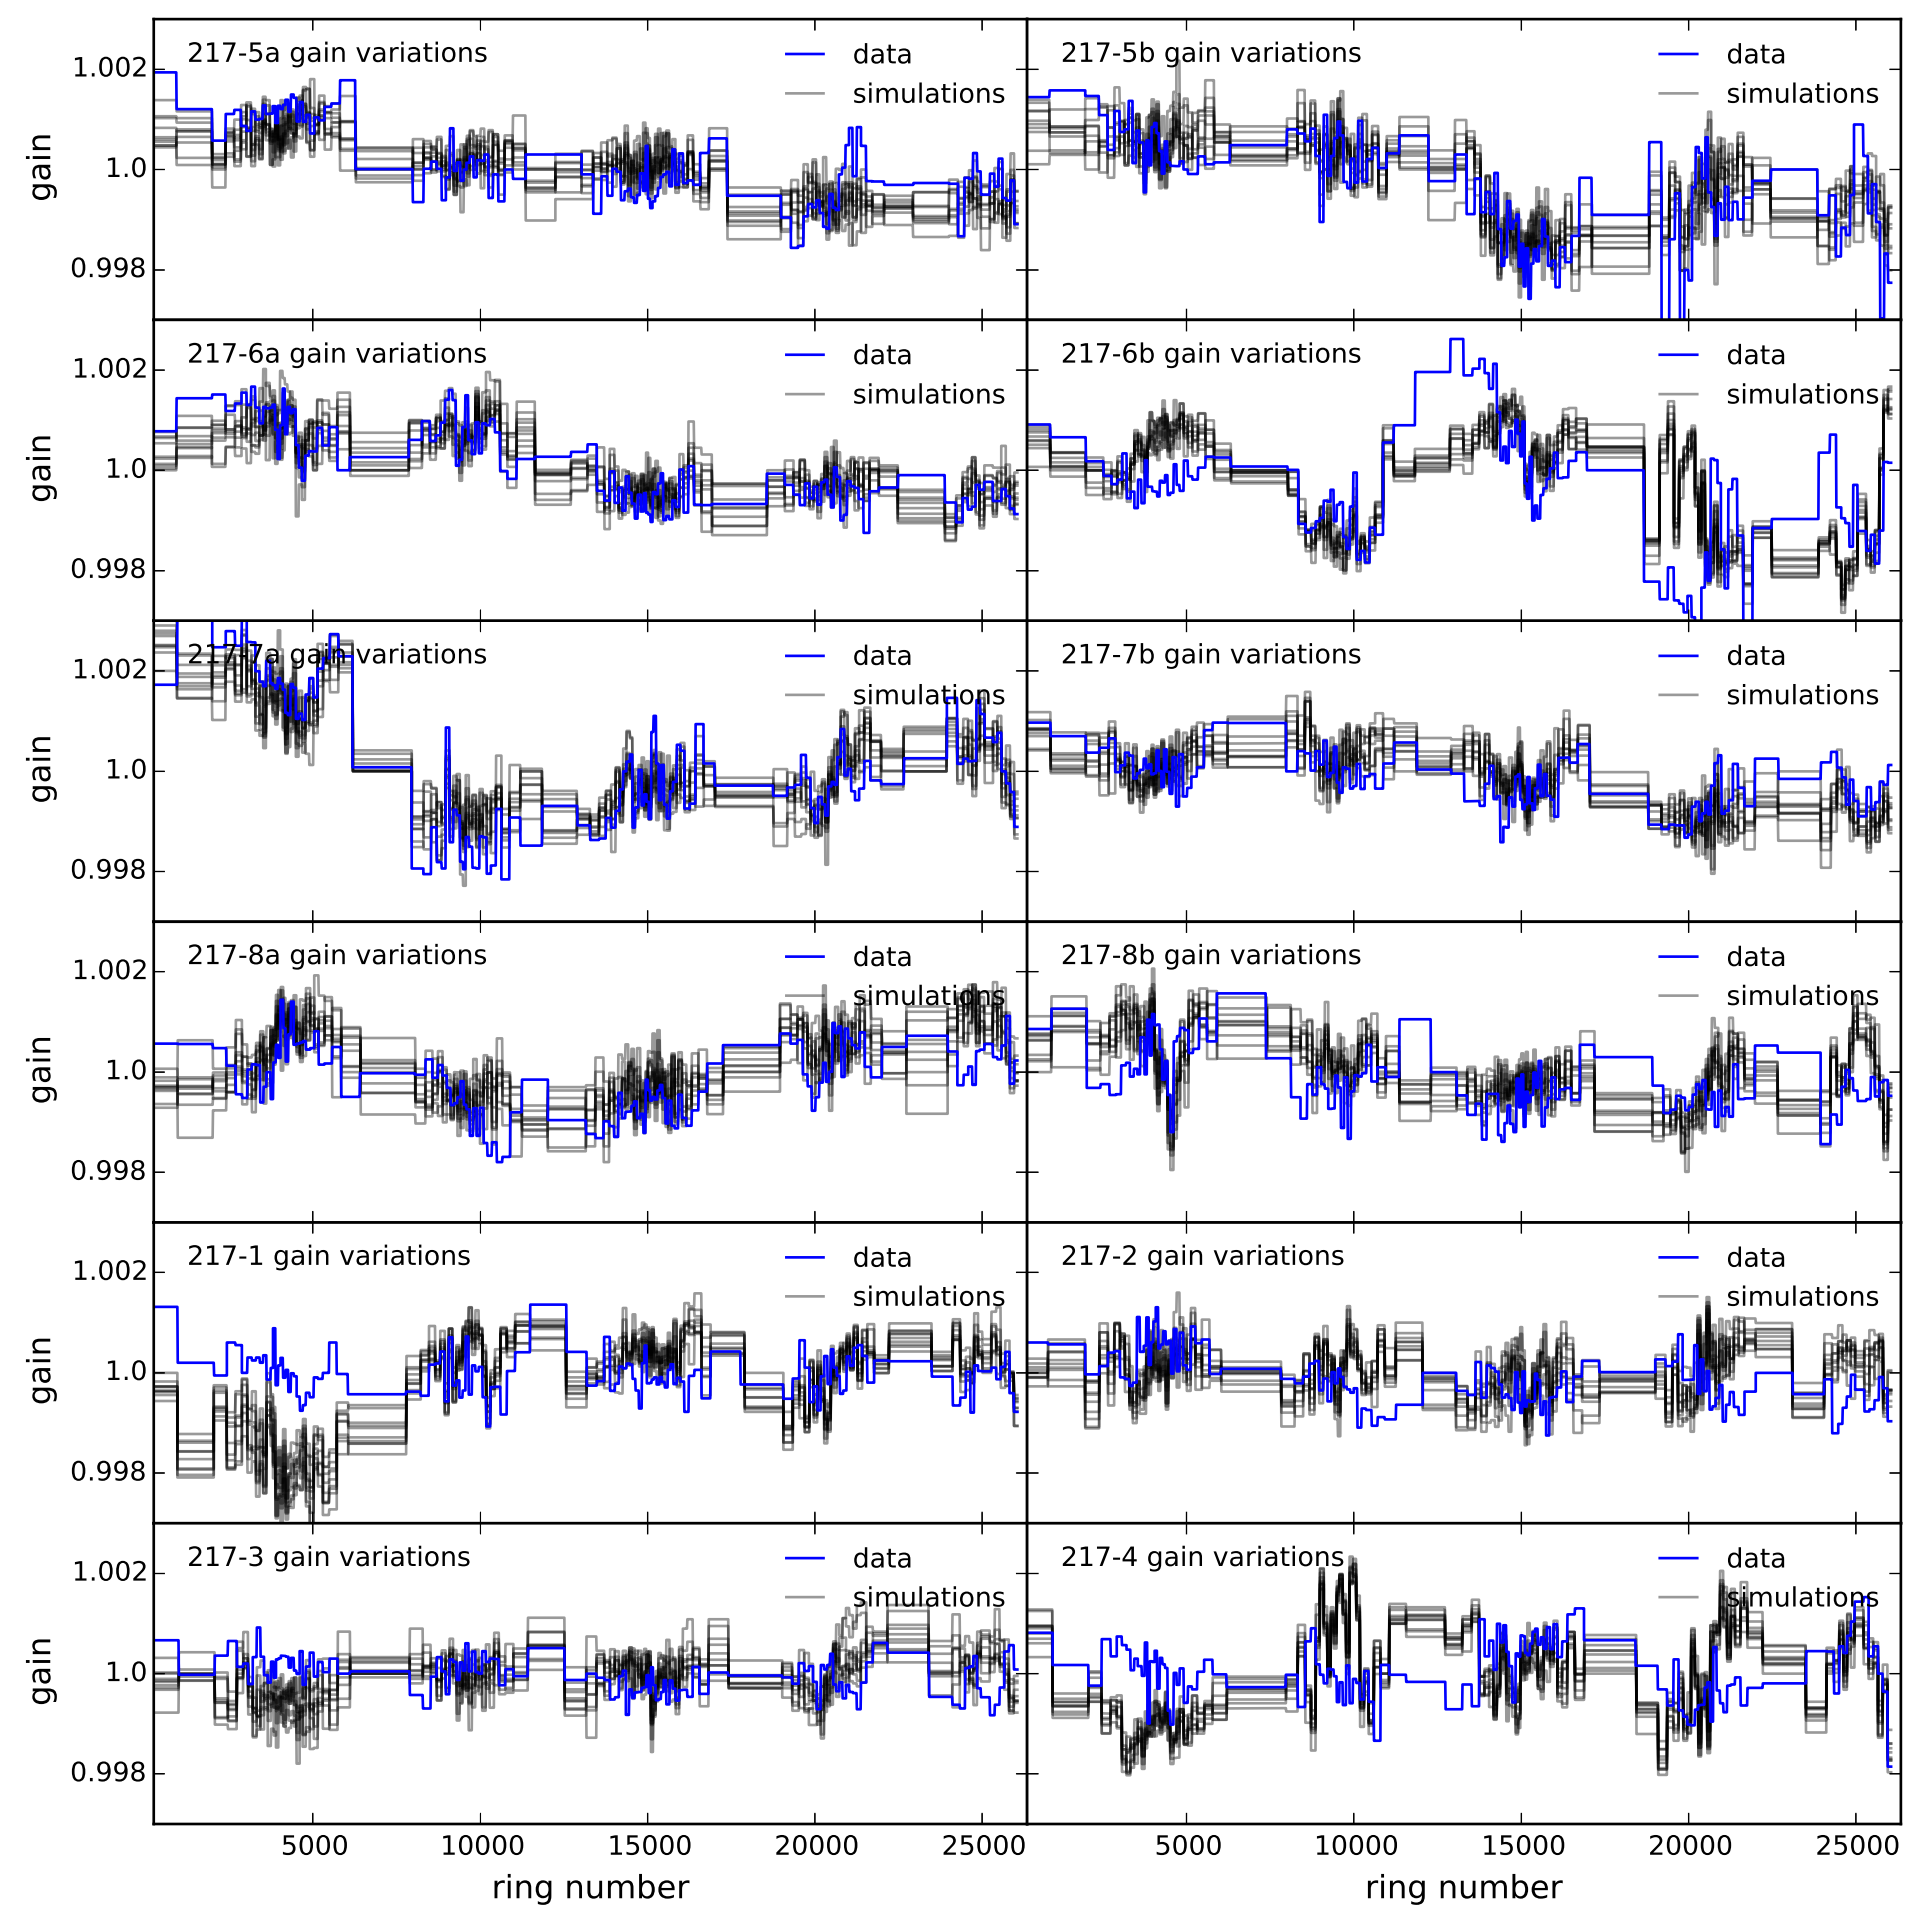 217-5a gain variations
data
simulations
217-5b gain variations
data
simulations
1.002
1.0
0.998
gain
217-6a gain variations
data
simulations
217-6b gain variations
data
simulations
1.002
1.0
0.998
gain
217-7a gain variations
data
simulations
217-7b gain variations
data
simulations
1.002
1.0
0.998
gain
217-8a gain variations
data
simulations
217-8b gain variations
data
simulations
1.002
1.0
0.998
gain
217-1 gain variations
data
simulations
217-2 gain variations
data
simulations
1.002
1.0
0.998
gain
217-3 gain variations
data
simulations
217-4 gain variations
data
simulations
1.002
1.0
0.998
gain
5000 10000 15000 20000 25000
5000 10000 15000 20000 25000
ring number
ring number